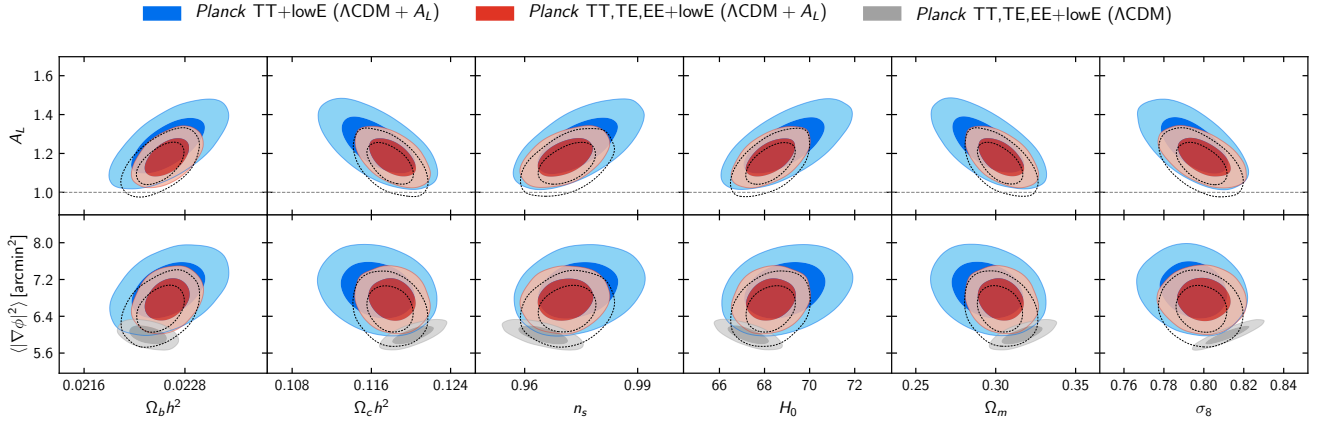 Planck TT+lowE (ΛCDM + A_L)
Planck TT,TE,EE+lowE (ΛCDM + A_L)
Planck TT,TE,EE+lowE (ΛCDM)
1.6
1.4
1.2
1.0
A_L
8.0
7.2
6.4
5.6
⟨|∇ϕ|²⟩ [arcmin²]
0.0216 0.0228 0.108 0.116 0.124 0.96 0.99 66 68 70 72 0.25 0.30 0.35 0.76 0.78 0.80 0.82 0.84
Ω_b h² Ω_c h² n_s H_0 Ω_m σ_8